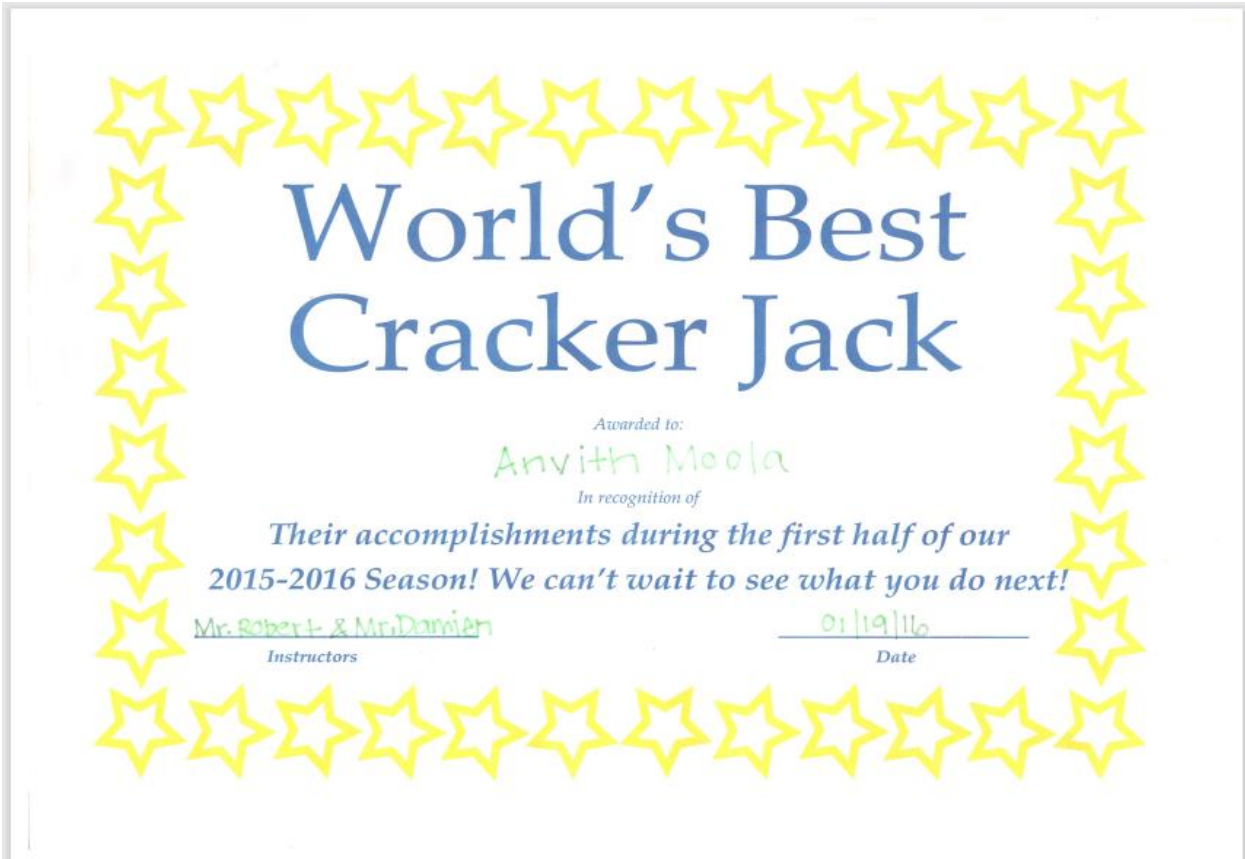 World's Best
Cracker Jack
Awarded to:
Anvith Moola
In recognition of
Their accomplishments during the first half of our
2015-2016 Season! We can't wait to see what you do next!
Mr. Robert & Mr. Damien 01/19/16
Instructors Date